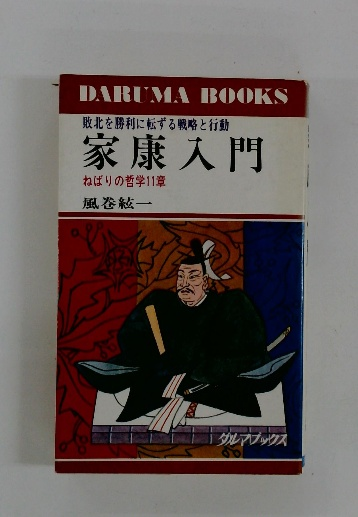 DARUMA BOOKS
敗北を勝利に転ずる戦略と行動
家康入門
ねばりの哲学11章
風巻絃一
ダルマブックス